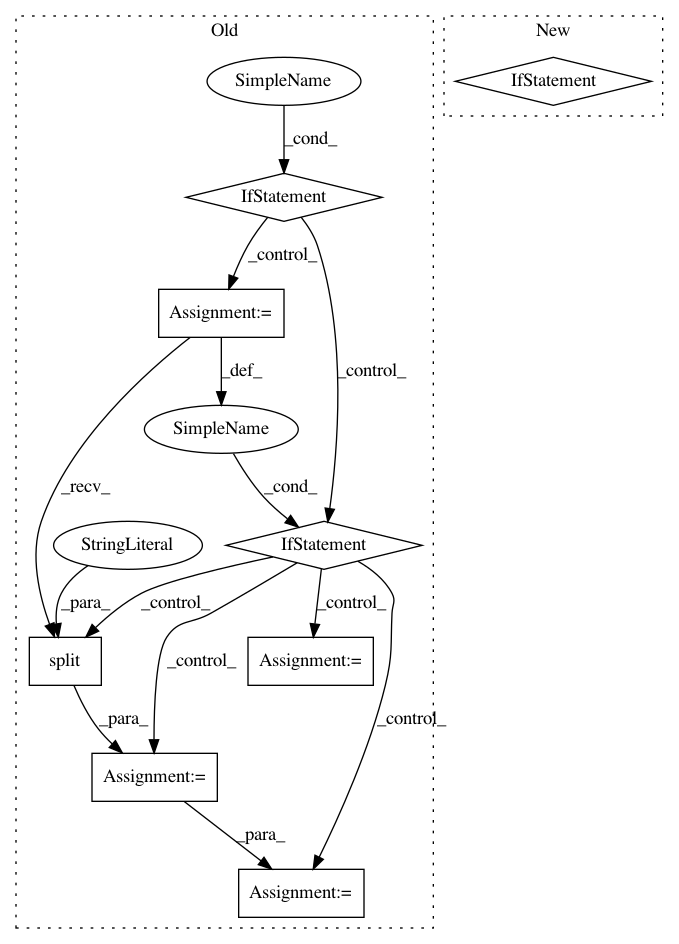 Old
New
SimpleName
IfStatement
_cond_
IfStatement
_control_
Assignment:=
_def_
_control_
SimpleName
_recv_
_cond_
StringLiteral
IfStatement
_para_
_control_
_control_
split
_control_
Assignment:=
_para_
_control_
Assignment:=
_para_
Assignment:=